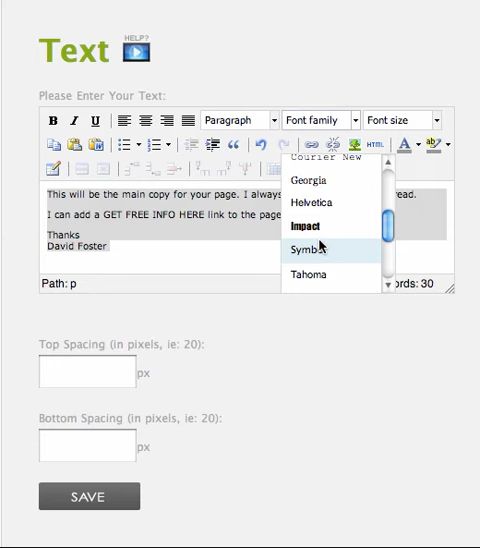 HELP?
Text
Please Enter Your Text:
B I U Paragraph Font family Font size
HTML A ab
Courier New
This will be the main copy for your page. I always read.
Georgia
Helvetica
I can add a GET FREE INFO HERE link to the page
Impact
Thanks
David Foster
Tahoma
Path: p
ords: 30
Top Spacing (in pixels, ie: 20):
px
Bottom Spacing (in pixels, ie: 20):
px
SAVE